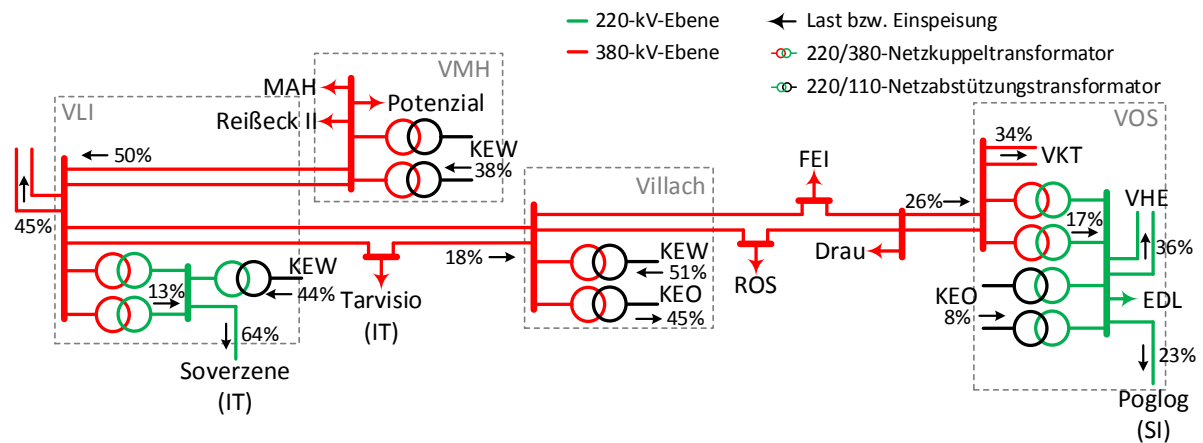 220-kV-Ebene
380-kV-Ebene
Last bzw. Einspeisung
220/380-Netzkuppeltransformator
220/110-Netzabstützungstransformator
VMH
MAH
Potenzial
Reißeck II
KEW
38%
VLI
50%
45%
13%
KEW
44%
64%
Soverzene
(IT)
Tarvisio
(IT)
18%
Villach
KEW
51%
KEO
45%
FEI
ROS
Drau
26%
VOS
34%
VKT
17%
VHE
36%
KEO
8%
EDL
23%
Poglog
(SI)